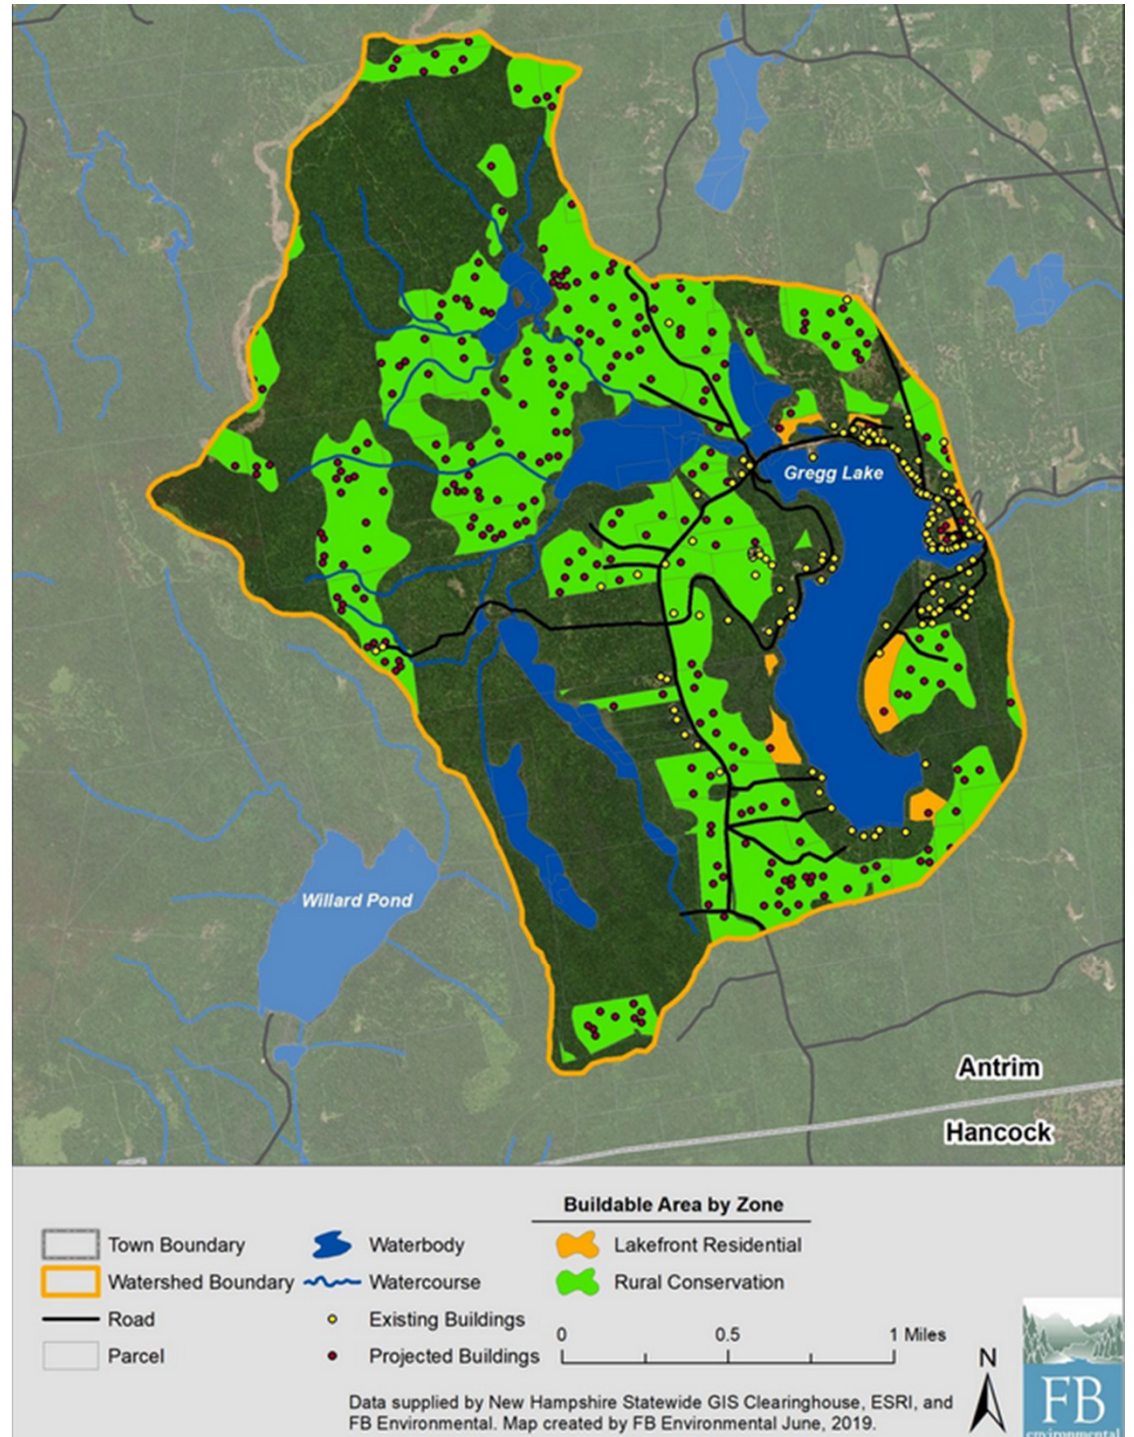 Gregg Lake
Willard Pond
Antrim
Hancock
Buildable Area by Zone
Town Boundary
Waterbody
Lakefront Residential
Watershed Boundary
Watercourse
Rural Conservation
Road
Existing Buildings
0 0.5 1 Miles
Parcel
Projected Buildings
N
Data supplied by New Hampshire Statewide GIS Clearinghouse, ESRI, and
FB Environmental. Map created by FB Environmental June, 2019.
FB
environmental